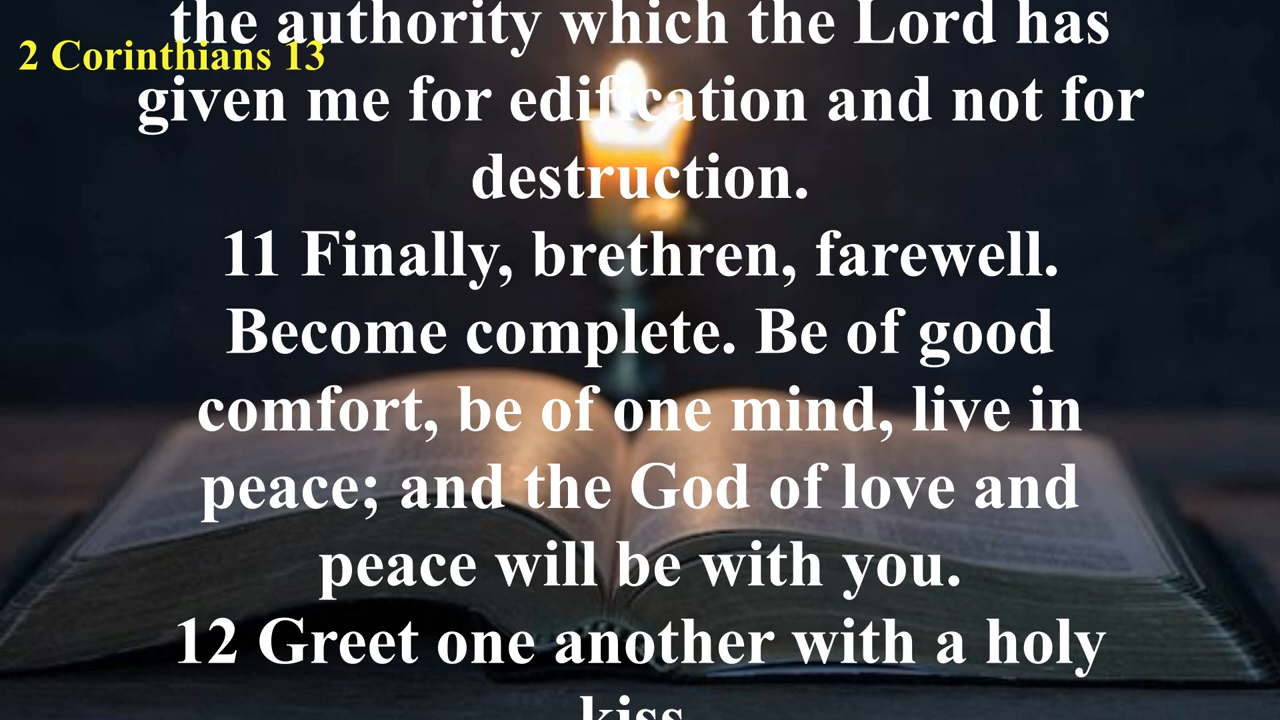 the authority which the Lord has
2 Corinthians 13
given me for edification and not for
destruction.
11 Finally, brethren, farewell.
Become complete. Be of good
comfort, be of one mind, live in
peace; and the God of love and
peace will be with you.
12 Greet one another with a holy
kiss